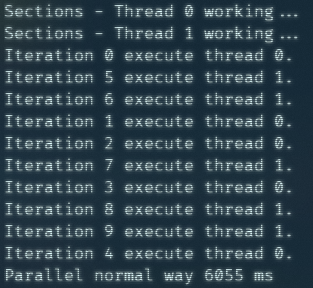 Sections - Thread 0 working...
Sections - Thread 1 working...
Iteration 0 execute thread 0.
Iteration 5 execute thread 1.
Iteration 6 execute thread 1.
Iteration 1 execute thread 0.
Iteration 2 execute thread 0.
Iteration 7 execute thread 1.
Iteration 3 execute thread 0.
Iteration 8 execute thread 1.
Iteration 9 execute thread 1.
Iteration 4 execute thread 0.
Parallel normal way 6055 ms